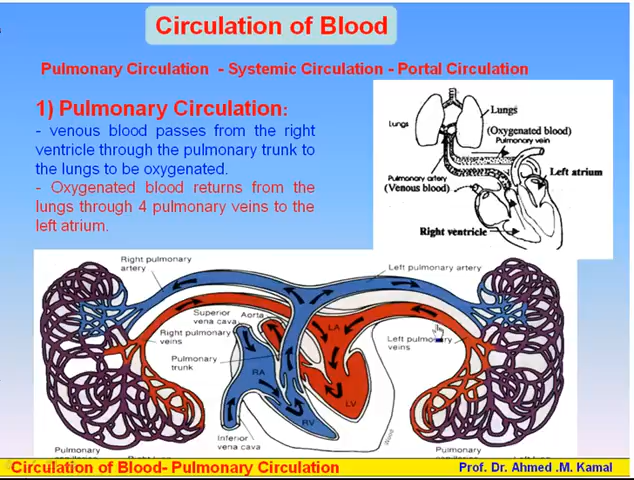 Circulation of Blood
Pulmonary Circulation - Systemic Circulation - Portal Circulation
1) Pulmonary Circulation:
- venous blood passes from the right
ventricle through the pulmonary trunk to
the lungs to be oxygenated.
- Oxygenated blood returns from the
lungs through 4 pulmonary veins to the
left atrium.
Lungs
Lungs
(Oxygenated blood)
Pulmonary vein
Pulmonary artery
(Venous blood)
Left atrium
Right ventricle
Right pulmonary
artery
Left pulmonary artery
Superior
vena cava
Aorta
Right pulmonary
veins
LA
Left pulmonary
veins
Pulmonary
trunk
RA
LV
RV
Inferior
vena cava
Wood
Pulmonary
Pulmonary
Circulation of Blood- Pulmonary Circulation
Prof. Dr. Ahmed .M. Kamal